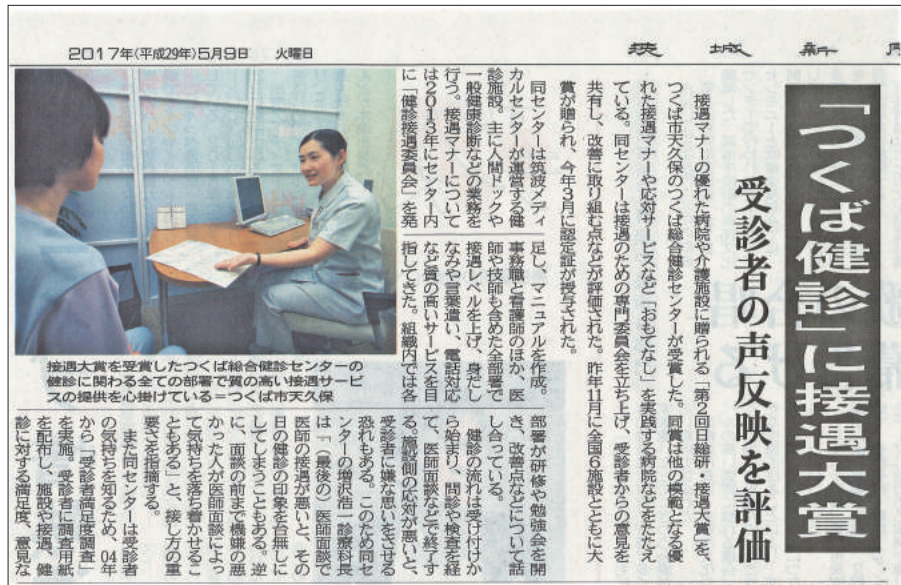 2017年(平成29年)5月9日 火曜日
茨城新聞
「つくば健診」に接遇大賞
受診者の声反映を評価
接遇マナーの優れた病院や介護施設に贈られる「第2回日総研・接遇大賞」を、
つくば市天久保のつくば総合健診センターが受賞した。同賞は他の模範となる優
れた接遇マナーや応対サービスなど「おもてなし」を実践する病院などをたたえ
ている。同センターは接遇のための専門委員会を立ち上げ、受診者からの意見を
共有し、改善に取り組む点などが評価された。昨年11月に全国6施設とともに大
賞が贈られ、今年3月に認定証が授与された。
同センターは筑波メディ
カルセンターが運営する健
診施設。主に人間ドックや
一般健康診断などの業務を
行う。接遇マナーについて
は2013年にセンター内
に「健診接遇委員会」を発
足し、マニュアルを作成。
事務職と看護師のほか、医
師や技師も含めた全部署で
接遇レベルを上げ、身だし
なみや言葉遣い、電話対応
など質の高いサービスを目
指してきた。組織内では各
部署が研修や勉強会を開
き、改善点などについて話
し合っている。
健診の流れは受け付けか
ら始まり、問診や検査を経
て、医師面談などで終了す
る。施設側の応対が悪いと、
受診者に嫌な思いをさせる
恐れもある。このため同セ
ンターの増沢浩一診療科長
は「(最後の)医師面談で
医師の接遇が悪いと、その
日の健診の印象を台無しに
してしまうこともある。逆
に、面談の前まで機嫌の悪
かった人が医師面談によっ
て気持ちを落ち着かせるこ
ともある」と、接し方の重
要さを指摘する。
また同センターは受診者
の気持ちを知るため、04年
から「受診者満足度調査」
を実施。受診者に調査用紙
を配布し、施設や接遇、健
診に対する満足度、意見な
接遇大賞を受賞したつくば総合健診センターの
健診に関わる全ての部署で質の高い接遇サービ
スの提供を心掛けている=つくば市天久保